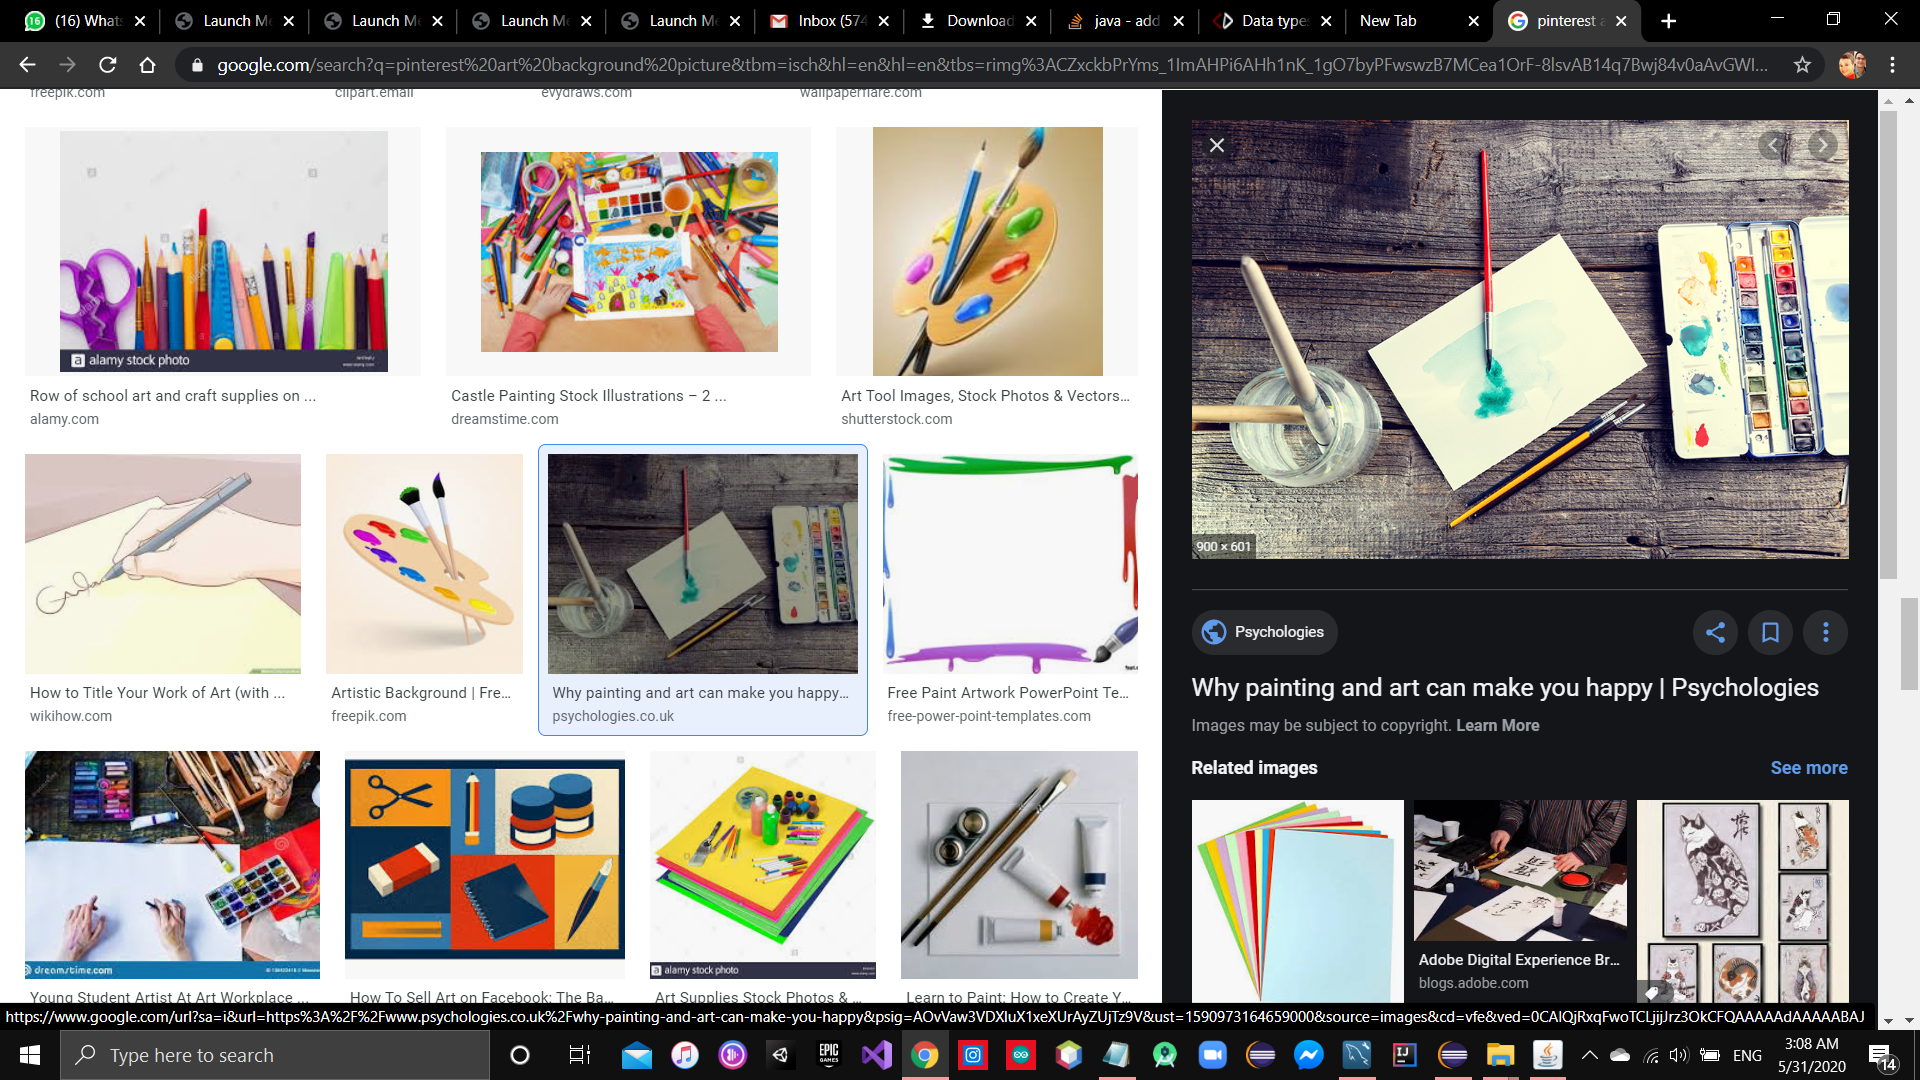 (16) Whats
Launch Me
Launch Me
Launch Me
Launch Me
Inbox (574
Download
java - add
Data types
New Tab
pinterest a
google.com/search?q=pinterest%20art%20background%20picture&tbm=isch&hl=en&hl=en&tbs=rimg%3ACZxckbPrYms_1ImAHPi6AHh1nK_1gO7byPFwswzB7MCea1OrF-8lsvAB14q7Bwj84v0aAvGWI...
freepik.com
clipart.email
evydraws.com
wallpaperflare.com
a alamy stock photo
Row of school art and craft supplies on ...
alamy.com
Castle Painting Stock Illustrations – 2 ...
dreamstime.com
Art Tool Images, Stock Photos & Vectors...
shutterstock.com
How to Title Your Work of Art (with ...
wikihow.com
Artistic Background | Fre...
freepik.com
Why painting and art can make you happy...
psychologies.co.uk
Free Paint Artwork PowerPoint Te...
free-power-point-templates.com
dreamstime.com
a alamy stock photo
Young Student Artist At Art Workplace ...
How To Sell Art on Facebook: The Ba...
Art Supplies Stock Photos & ...
Learn to Paint: How to Create Y...
900 × 601
Psychologies
Why painting and art can make you happy | Psychologies
Images may be subject to copyright. Learn More
Related images
See more
Adobe Digital Experience Br...
blogs.adobe.com
https://www.google.com/url?sa=i&url=https%3A%2F%2Fwww.psychologies.co.uk%2Fwhy-painting-and-art-can-make-you-happy&psig=AOvVaw3VDXIuX1xeXUrAyZUjTz9V&ust=1590973164659000&source=images&cd=vfe&ved=0CAIQjRxqFwoTCLjijJrz3OkCFQAAAAAdAAAAABAJ
Type here to search
EPIC
GAMES
IJ
ENG
3:08 AM
5/31/2020
14